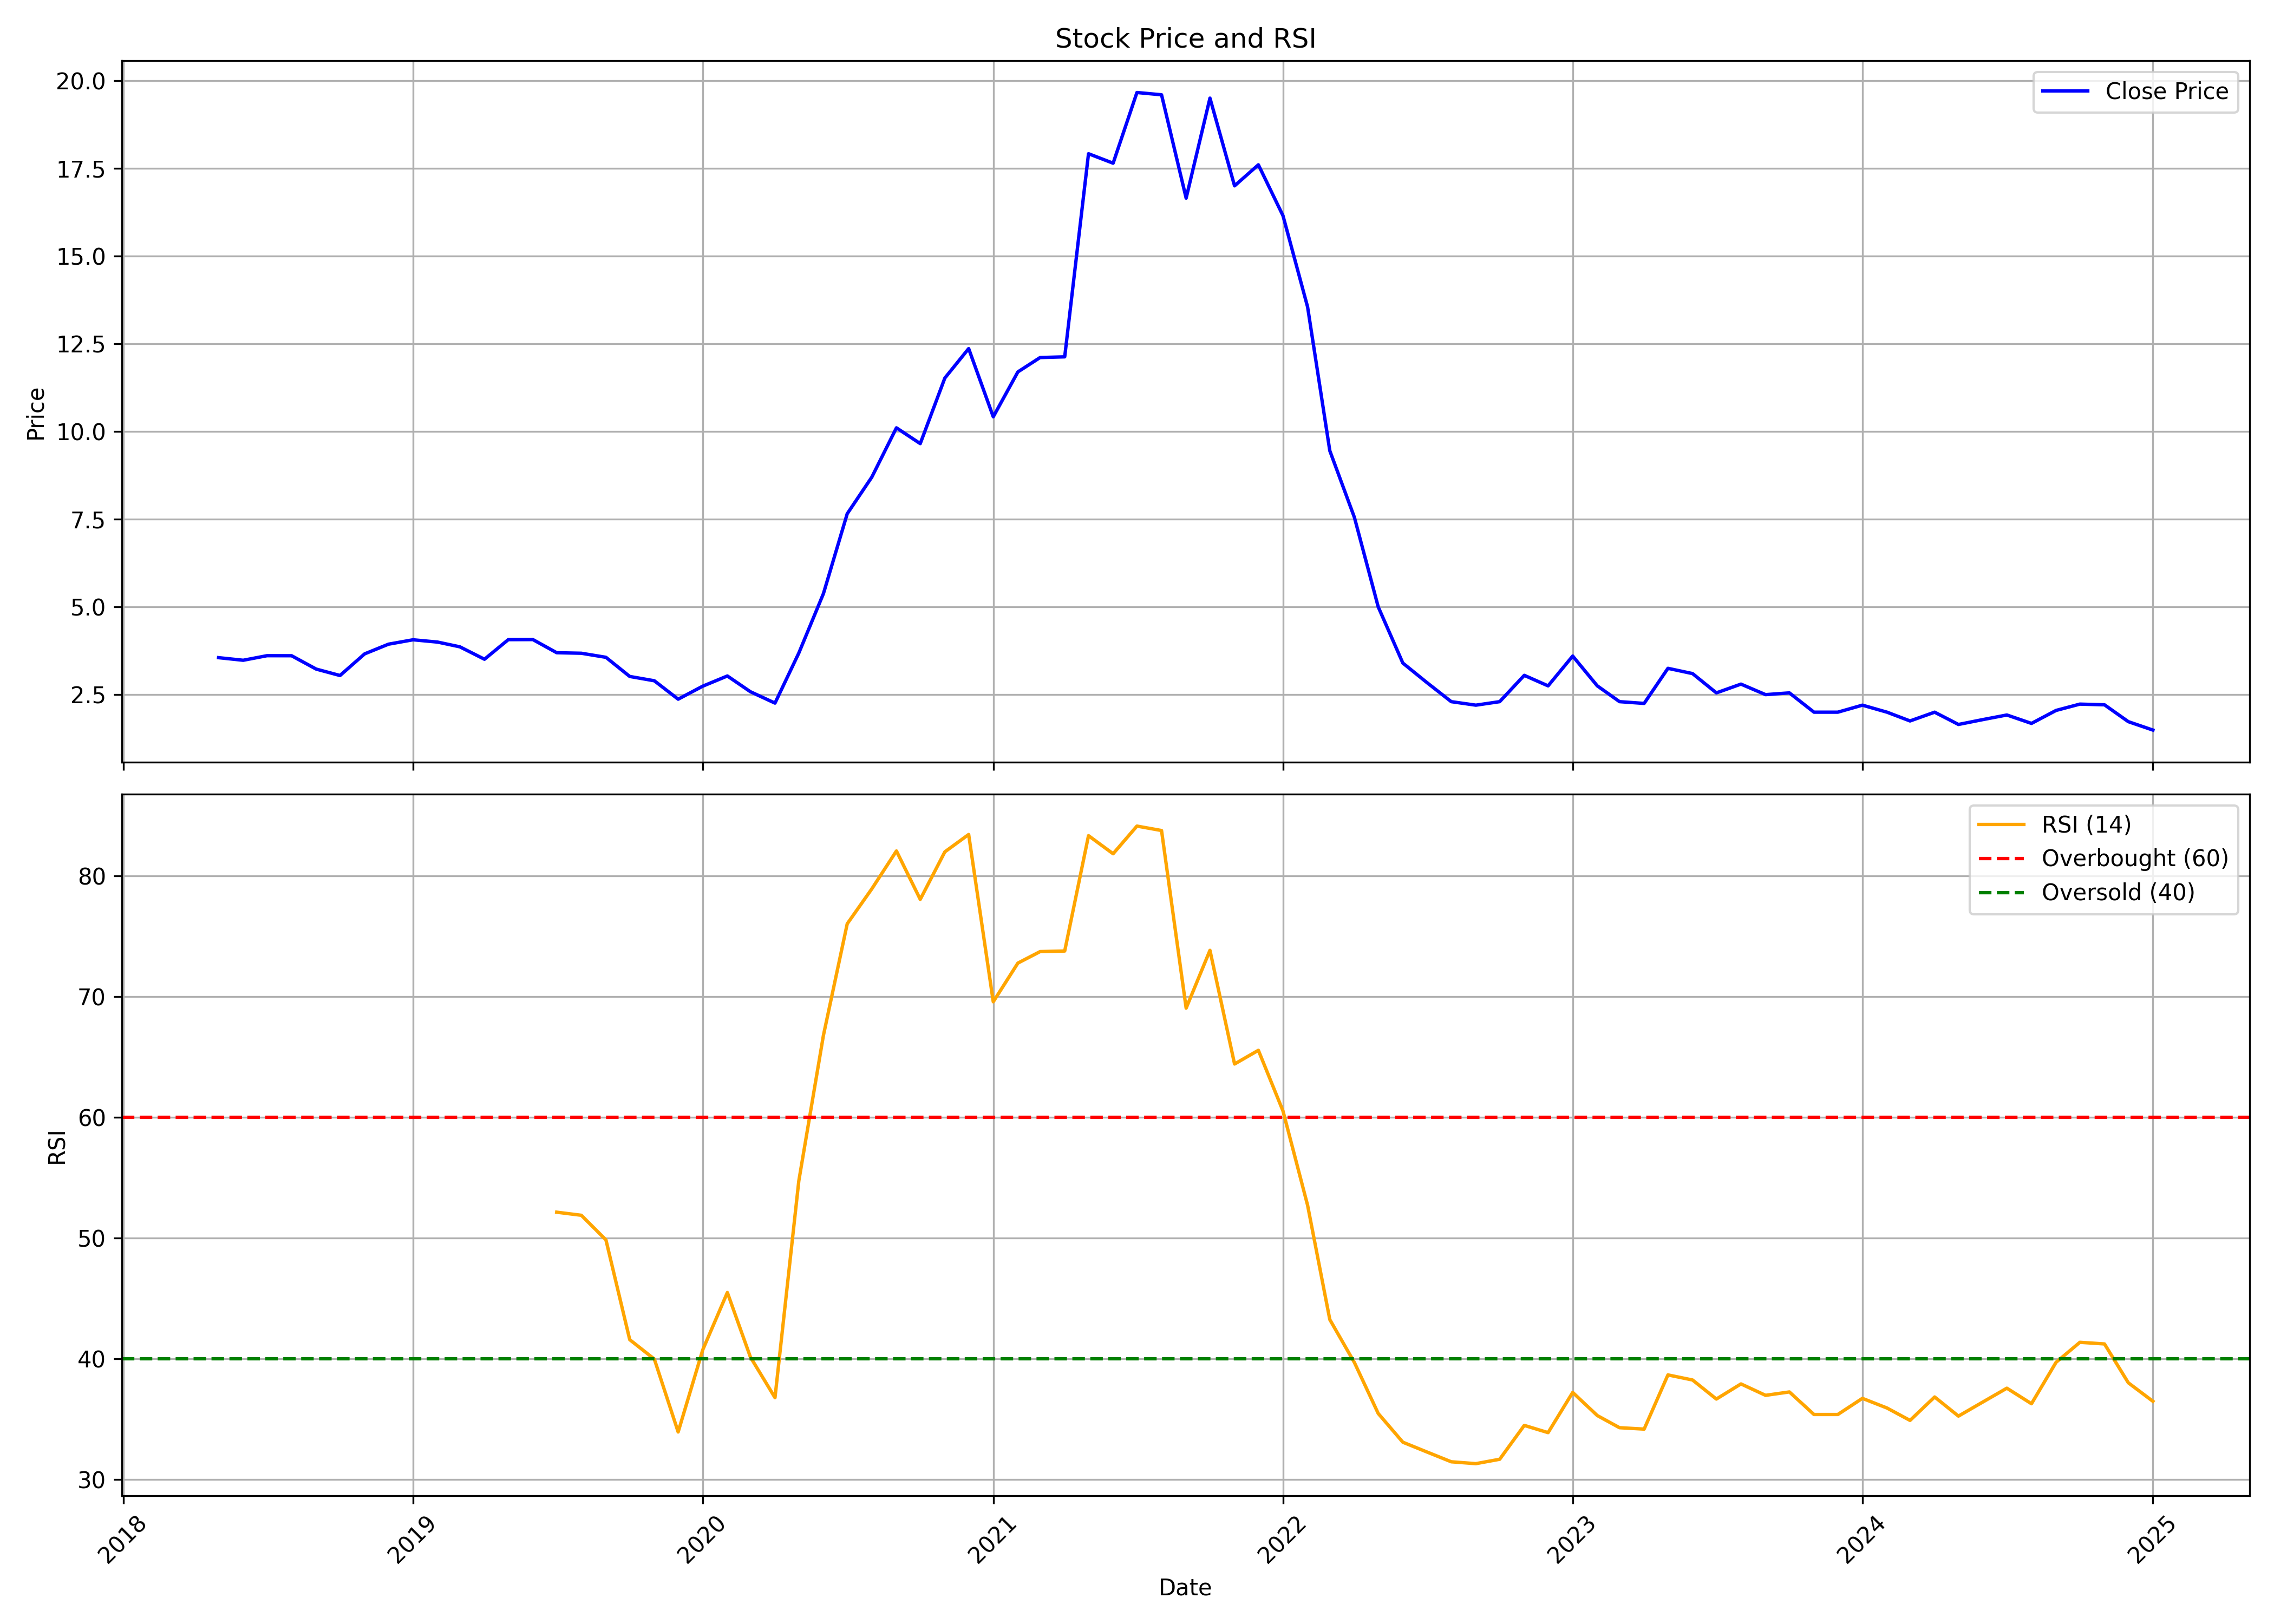 Stock Price and RSI
Close Price
20.0
17.5
15.0
12.5
10.0
7.5
5.0
2.5
Price
RSI (14)
Overbought (60)
Oversold (40)
80
70
60
50
40
30
RSI
2018
2019
2020
2021
2022
2023
2024
2025
Date